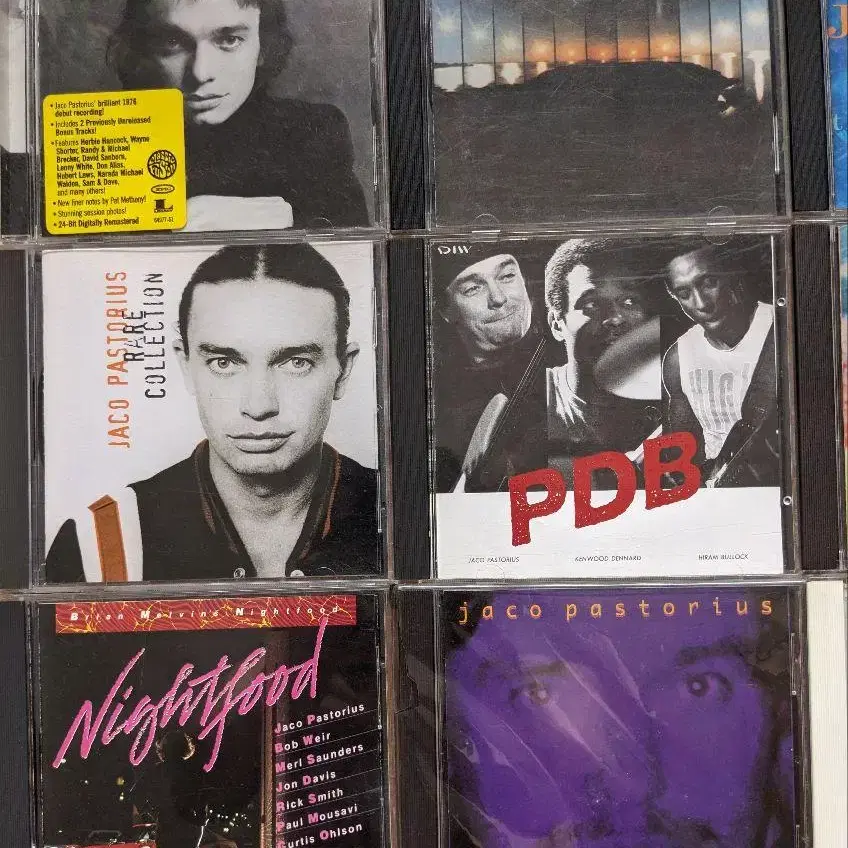 • Jaco Pastorius' brilliant 1976
debut recording!
• Includes 2 Previously Unreleased
Bonus Tracks!
• Features Herbie Hancock, Wayne
Shorter, Randy & Michael
Brecker, David Sanborn,
Lenny White, Don Alias,
Hubert Laws, Narada Michael
Walden, Sam & Dave,
and many others!
• New liner notes by Pat Metheny!
• Stunning session photos!
• 24-Bit Digitally Remastered
JACO PASTORIUS
RARE
COLLECTION
DIW
PDB
JACO PASTORIUS
KENWOOD DENNARD
HIRAM BULLOCK
Brian Melvins Nightfood
Nightfood
Jaco Pastorius
Bob Weir
Merl Saunders
Jon Davis
Rick Smith
Paul Mousavi
Curtis Ohlson
jaco pastorius